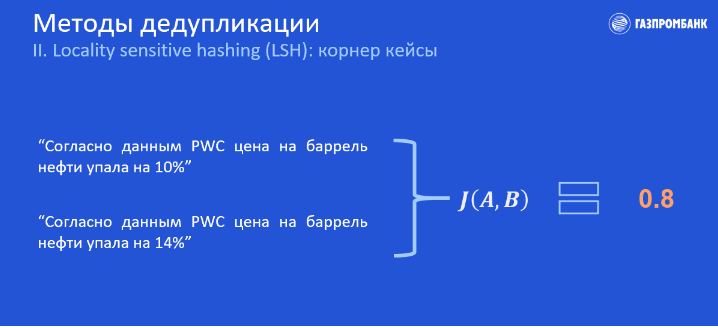 Методы дедупликации
ГАЗПРОМБАНК
II. Locality sensitive hashing (LSH): корнер кейсы
“Согласно данным PWC цена на баррель
нефти упала на 10%”
J(A, B)
0.8
“Согласно данным PWC цена на баррель
нефти упала на 14%”